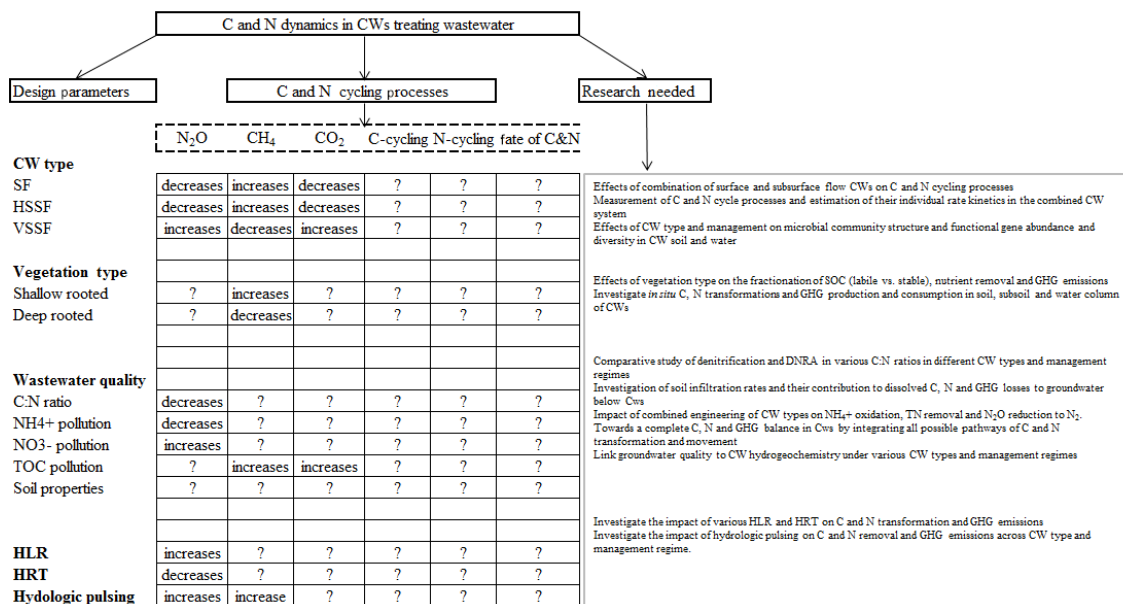 C and N dynamics in CWs treating wastewater
Design parameters
C and N cycling processes
Research needed
N₂O CH₄ CO₂ C-cycling N-cycling fate of C&N
CW type
SF decreases increases decreases ? ? ?
HSSF decreases increases decreases ? ? ?
VSSF increases decreases increases ? ? ?
Vegetation type
Shallow rooted ? increases ? ? ? ?
Deep rooted ? decreases ? ? ? ?
Wastewater quality
C:N ratio decreases ? ? ? ? ?
NH4+ pollution decreases ? ? ? ? ?
NO3- pollution increases ? ? ? ? ?
TOC pollution ? increases increases ? ? ?
Soil properties ? ? ? ? ? ?
HLR increases ? ? ? ? ?
HRT decreases ? ? ? ? ?
Hydologic pulsing increases increase ? ? ? ?
Effects of combination of surface and subsurface flow CWs on C and N cycling processes
Measurement of C and N cycle processes and estimation of their individual rate kinetics in the combined CW
system
Effects of CW type and management on microbial community structure and functional gene abundance and
diversity in CW soil and water
Effects of vegetation type on the fractionation of SOC (labile vs. stable), nutrient removal and GHG emissions
Investigate in situ C, N transformations and GHG production and consumption in soil, subsoil and water column
of CWs
Comparative study of denitrification and DNRA in various C:N ratios in different CW types and management
regimes
Investigation of soil infiltration rates and their contribution to dissolved C, N and GHG losses to groundwater
below Cws
Impact of combined engineering of CW types on NH₄+ oxidation, TN removal and N₂O reduction to N₂.
Towards a complete C, N and GHG balance in Cws by integrating all possible pathways of C and N
transformation and movement
Link groundwater quality to CW hydrogeochemistry under various CW types and management regimes
Investigate the impact of various HLR and HRT on C and N transformation and GHG emissions
Investigate the impact of hydrologic pulsing on C and N removal and GHG emissions across CW type and
management regime.